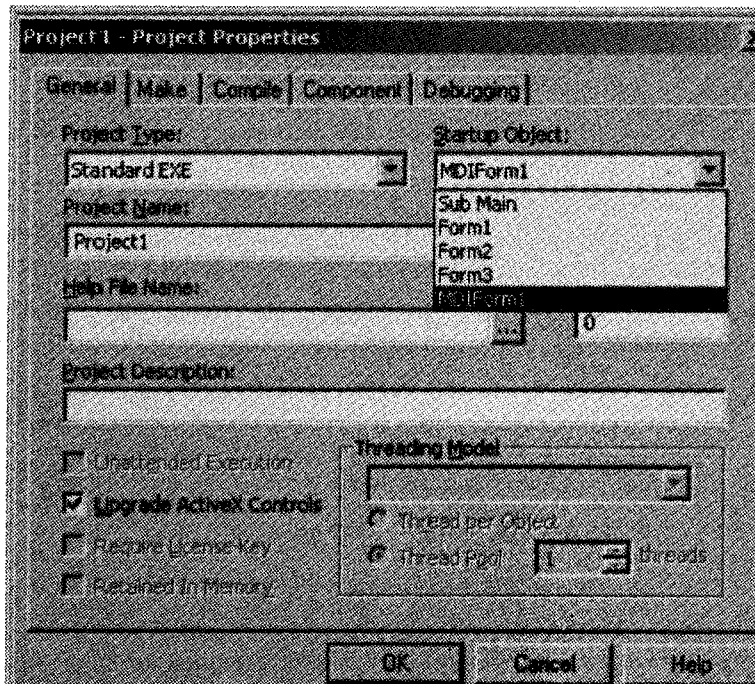 Project1 - Project Properties
General Make Compile Component Debugging
Project Type: Startup Object:
Standard EXE MDIForm1
Sub Main
Project Name:
Form1
Project1
Form2
Form3
Help File Name:
MDIForm1
... 0
Project Description:
Unattended Execution
Threading Model
Upgrade ActiveX Controls
Thread per Object
Require License Key
Thread Pool 1 threads
Retained In Memory
OK Cancel Help